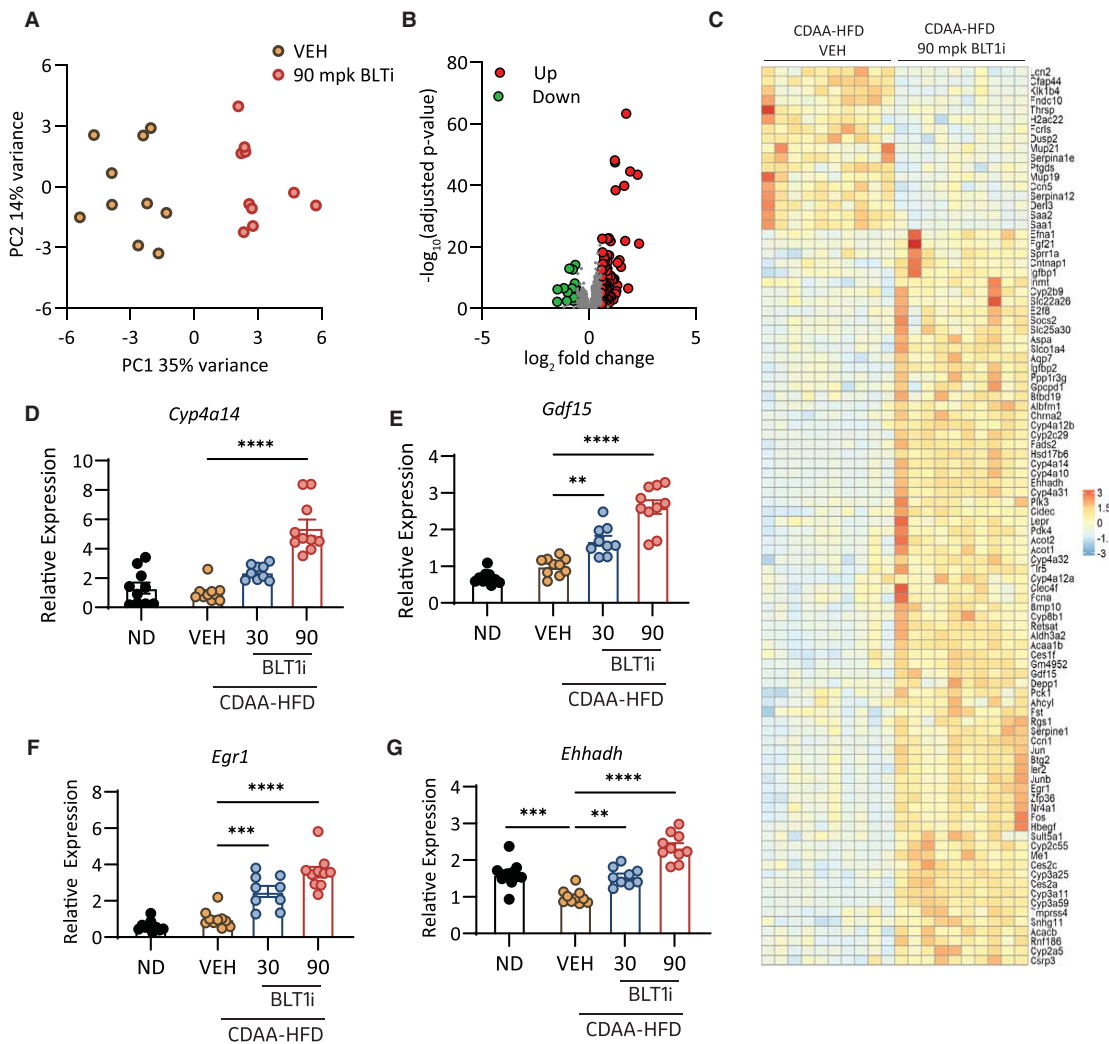 A
VEH
90 mpk BLTi
6
3
0
-3
-6
PC2 14% variance
-6
-3
0
3
6
PC1 35% variance
B
Up
Down
80
60
40
20
0
-log10(adjusted p-value)
-5
0
5
log2 fold change
C
CDAA-HFD
VEH
CDAA-HFD
90 mpk BLT1i
Lcn2
Cfap44
Klk1b4
Fndc10
Thrsp
H2ac22
Fcrls
Dusp2
Mup21
Serpina1e
Ptgds
Mup19
Ccn5
Serpina12
Derl3
Saa2
Saa1
Efna1
Fgf21
Sprr1a
Cntnap1
Igfbp1
Inmt
Cyp2b9
Slc22a26
E2f8
Socs2
Slc25a30
Aspa
Slco1a4
Aqp7
Igfbp2
Ppp1r3g
Gpcpd1
Btbd19
Albfm1
Chrna2
Cyp4a12b
Cyp2c29
Fads2
Hsd17b6
Cyp4a14
Cyp4a10
Ehhadh
Cyp4a31
Plk3
Cidec
Lepr
Pdk4
Acot2
Acot1
Cyp4a32
Tlr5
Cyp4a12a
Clec4f
Fcna
Bmp10
Cyp8b1
Retsat
Aldh3a2
Acaa1b
Ces1f
Gm4952
Gdf15
Depp1
Pck1
Ahcyl
Fst
Rgs1
Serpine1
Ccn1
Jun
Btg2
Ier2
Junb
Egr1
Zfp36
Nr4a1
Fos
Hbegf
Sult5a1
Cyp2c55
Me1
Ces2c
Cyp3a25
Ces2a
Cyp3a11
Cyp3a59
Tmprss4
Snhg11
Acacb
Rnf186
Cyp2a5
Csrp3
3
1.5
-1.
-3
D
Cyp4a14
****
10
8
6
4
2
0
Relative Expression
ND
VEH
30
90
BLT1i
CDAA-HFD
E
Gdf15
****
**
4
3
2
1
0
Relative Expression
ND
VEH
30
90
BLT1i
CDAA-HFD
F
Egr1
****
***
8
6
4
2
0
Relative Expression
ND
VEH
30
90
BLT1i
CDAA-HFD
G
Ehhadh
****
***
**
4
3
2
1
0
Relative Expression
ND
VEH
30
90
BLT1i
CDAA-HFD